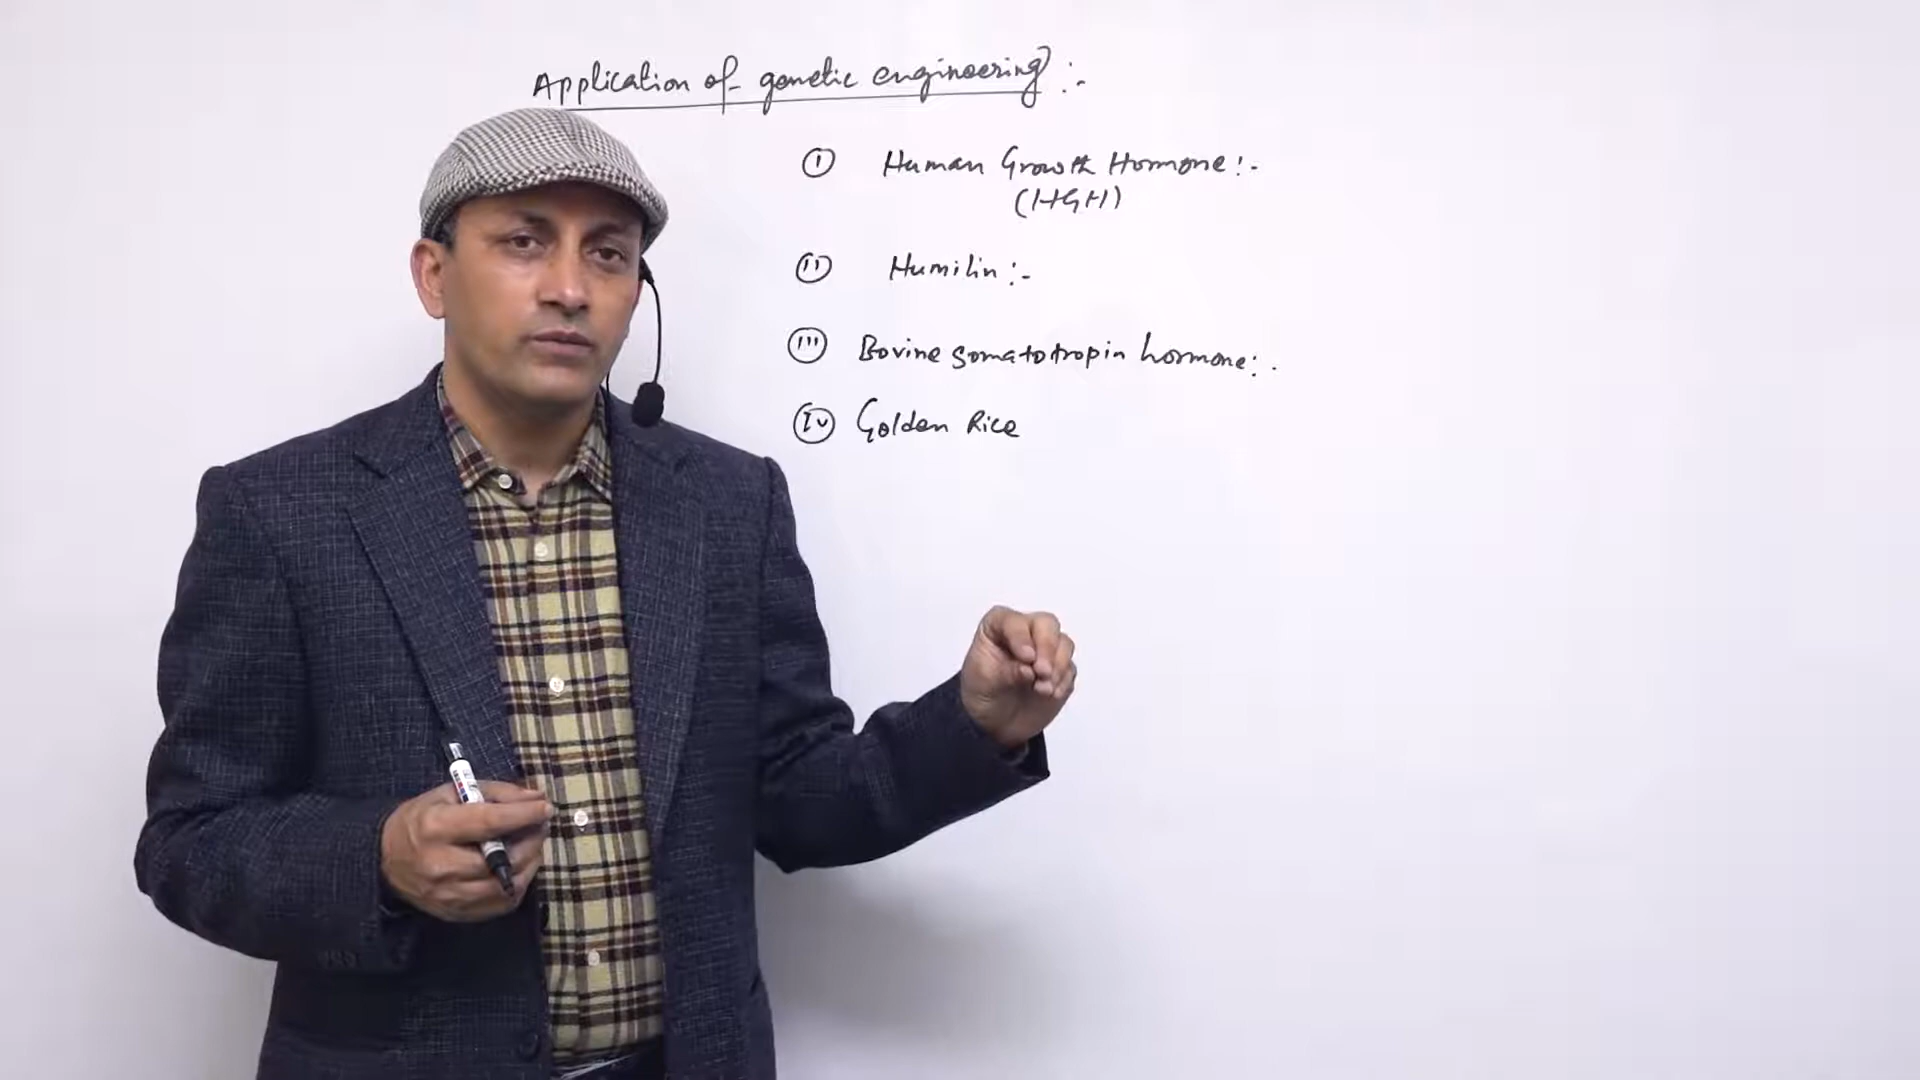 Application of genetic engineering :-
(i) Human Growth Hormone :-
(HGH)
(ii) Humilin :-
(iii) Bovine somatotropin hormone :-
(iv) Golden Rice